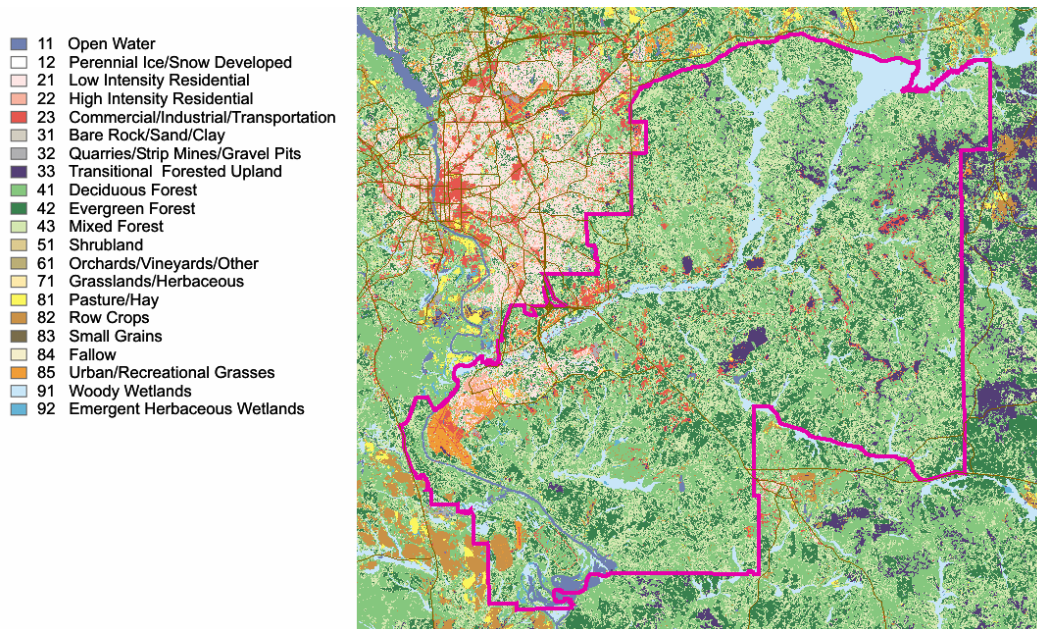 11 Open Water
12 Perennial Ice/Snow Developed
21 Low Intensity Residential
22 High Intensity Residential
23 Commercial/Industrial/Transportation
31 Bare Rock/Sand/Clay
32 Quarries/Strip Mines/Gravel Pits
33 Transitional Forested Upland
41 Deciduous Forest
42 Evergreen Forest
43 Mixed Forest
51 Shrubland
61 Orchards/Vineyards/Other
71 Grasslands/Herbaceous
81 Pasture/Hay
82 Row Crops
83 Small Grains
84 Fallow
85 Urban/Recreational Grasses
91 Woody Wetlands
92 Emergent Herbaceous Wetlands